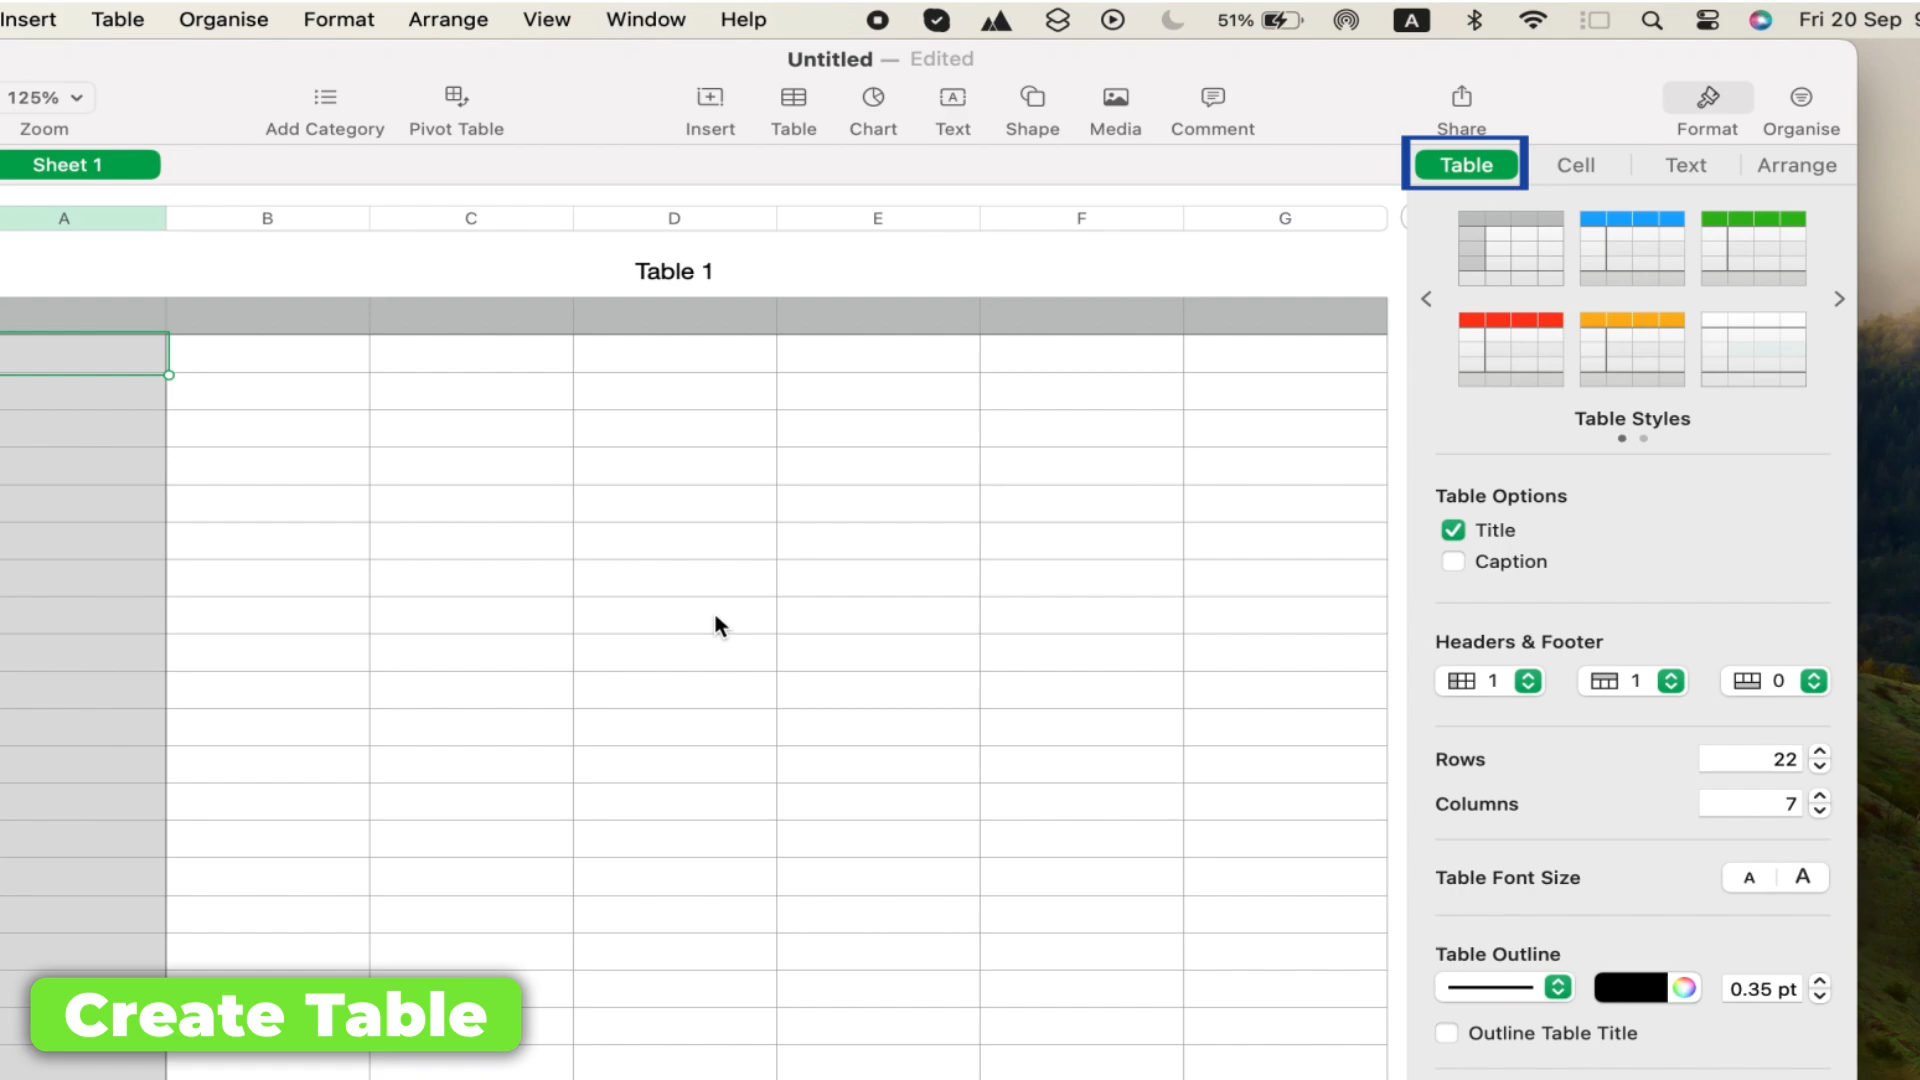 Insert Table Organise Format Arrange View Window Help 51% A Fri 20 Sep
Untitled — Edited
125%
Zoom Add Category Pivot Table Insert Table Chart Text Shape Media Comment Share Format Organise
Sheet 1
Table Cell Text Arrange
A B C D E F G
Table 1
Table Styles
Table Options
Title
Caption
Headers & Footer
1 1 0
Rows 22
Columns 7
Table Font Size A A
Table Outline
0.35 pt
Outline Table Title
Create Table